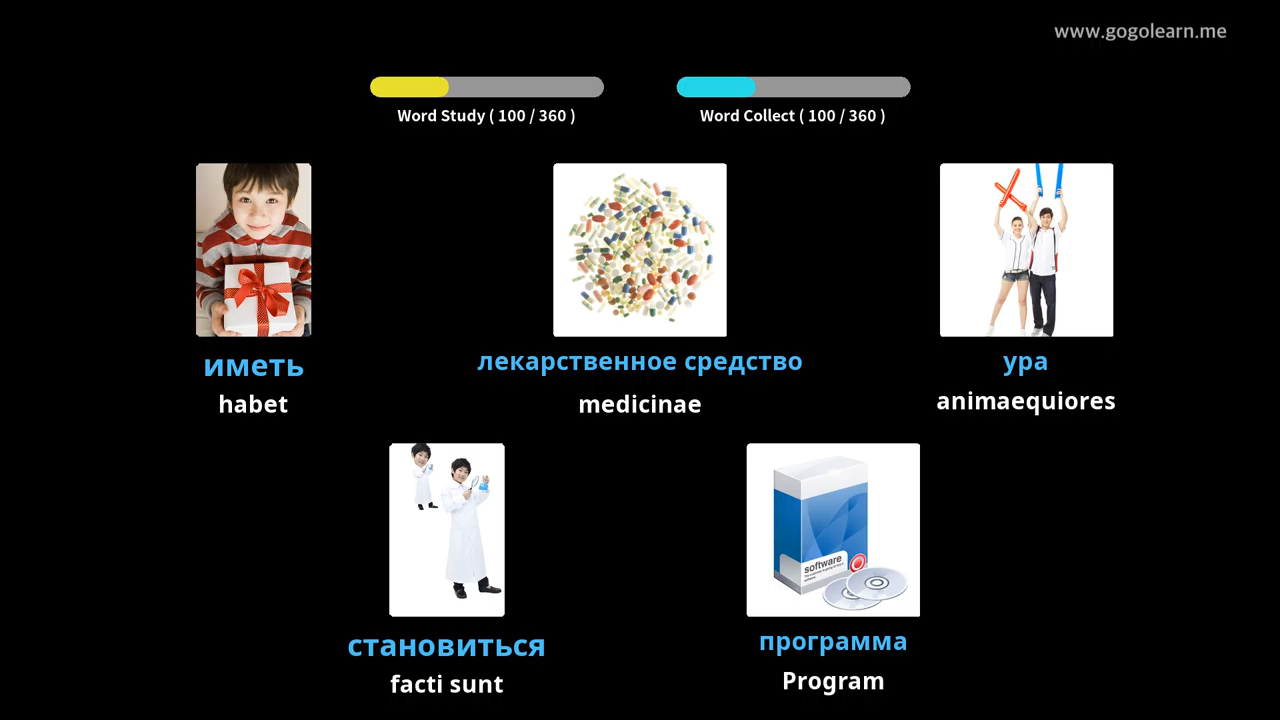 www.gogolearn.me
Word Study ( 100 / 360 )
Word Collect ( 100 / 360 )
иметь
habet
лекарственное средство
medicinae
ура
animaequiores
software
становиться
facti sunt
программа
Program